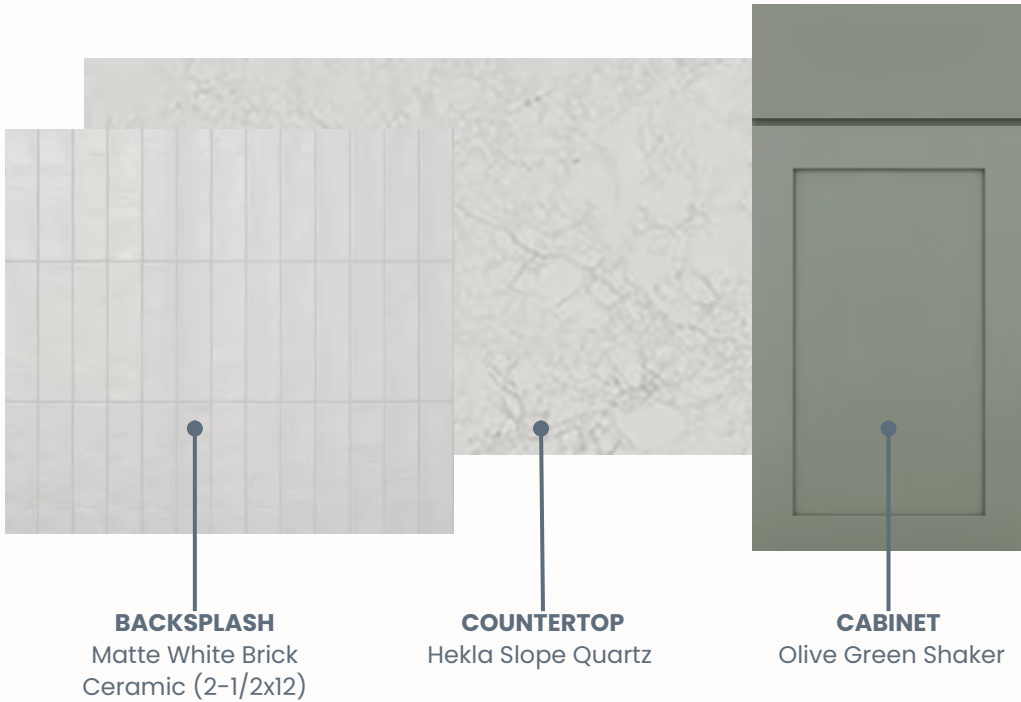 BACKSPLASH
Matte White Brick
Ceramic (2-1/2x12)
COUNTERTOP
Hekla Slope Quartz
CABINET
Olive Green Shaker